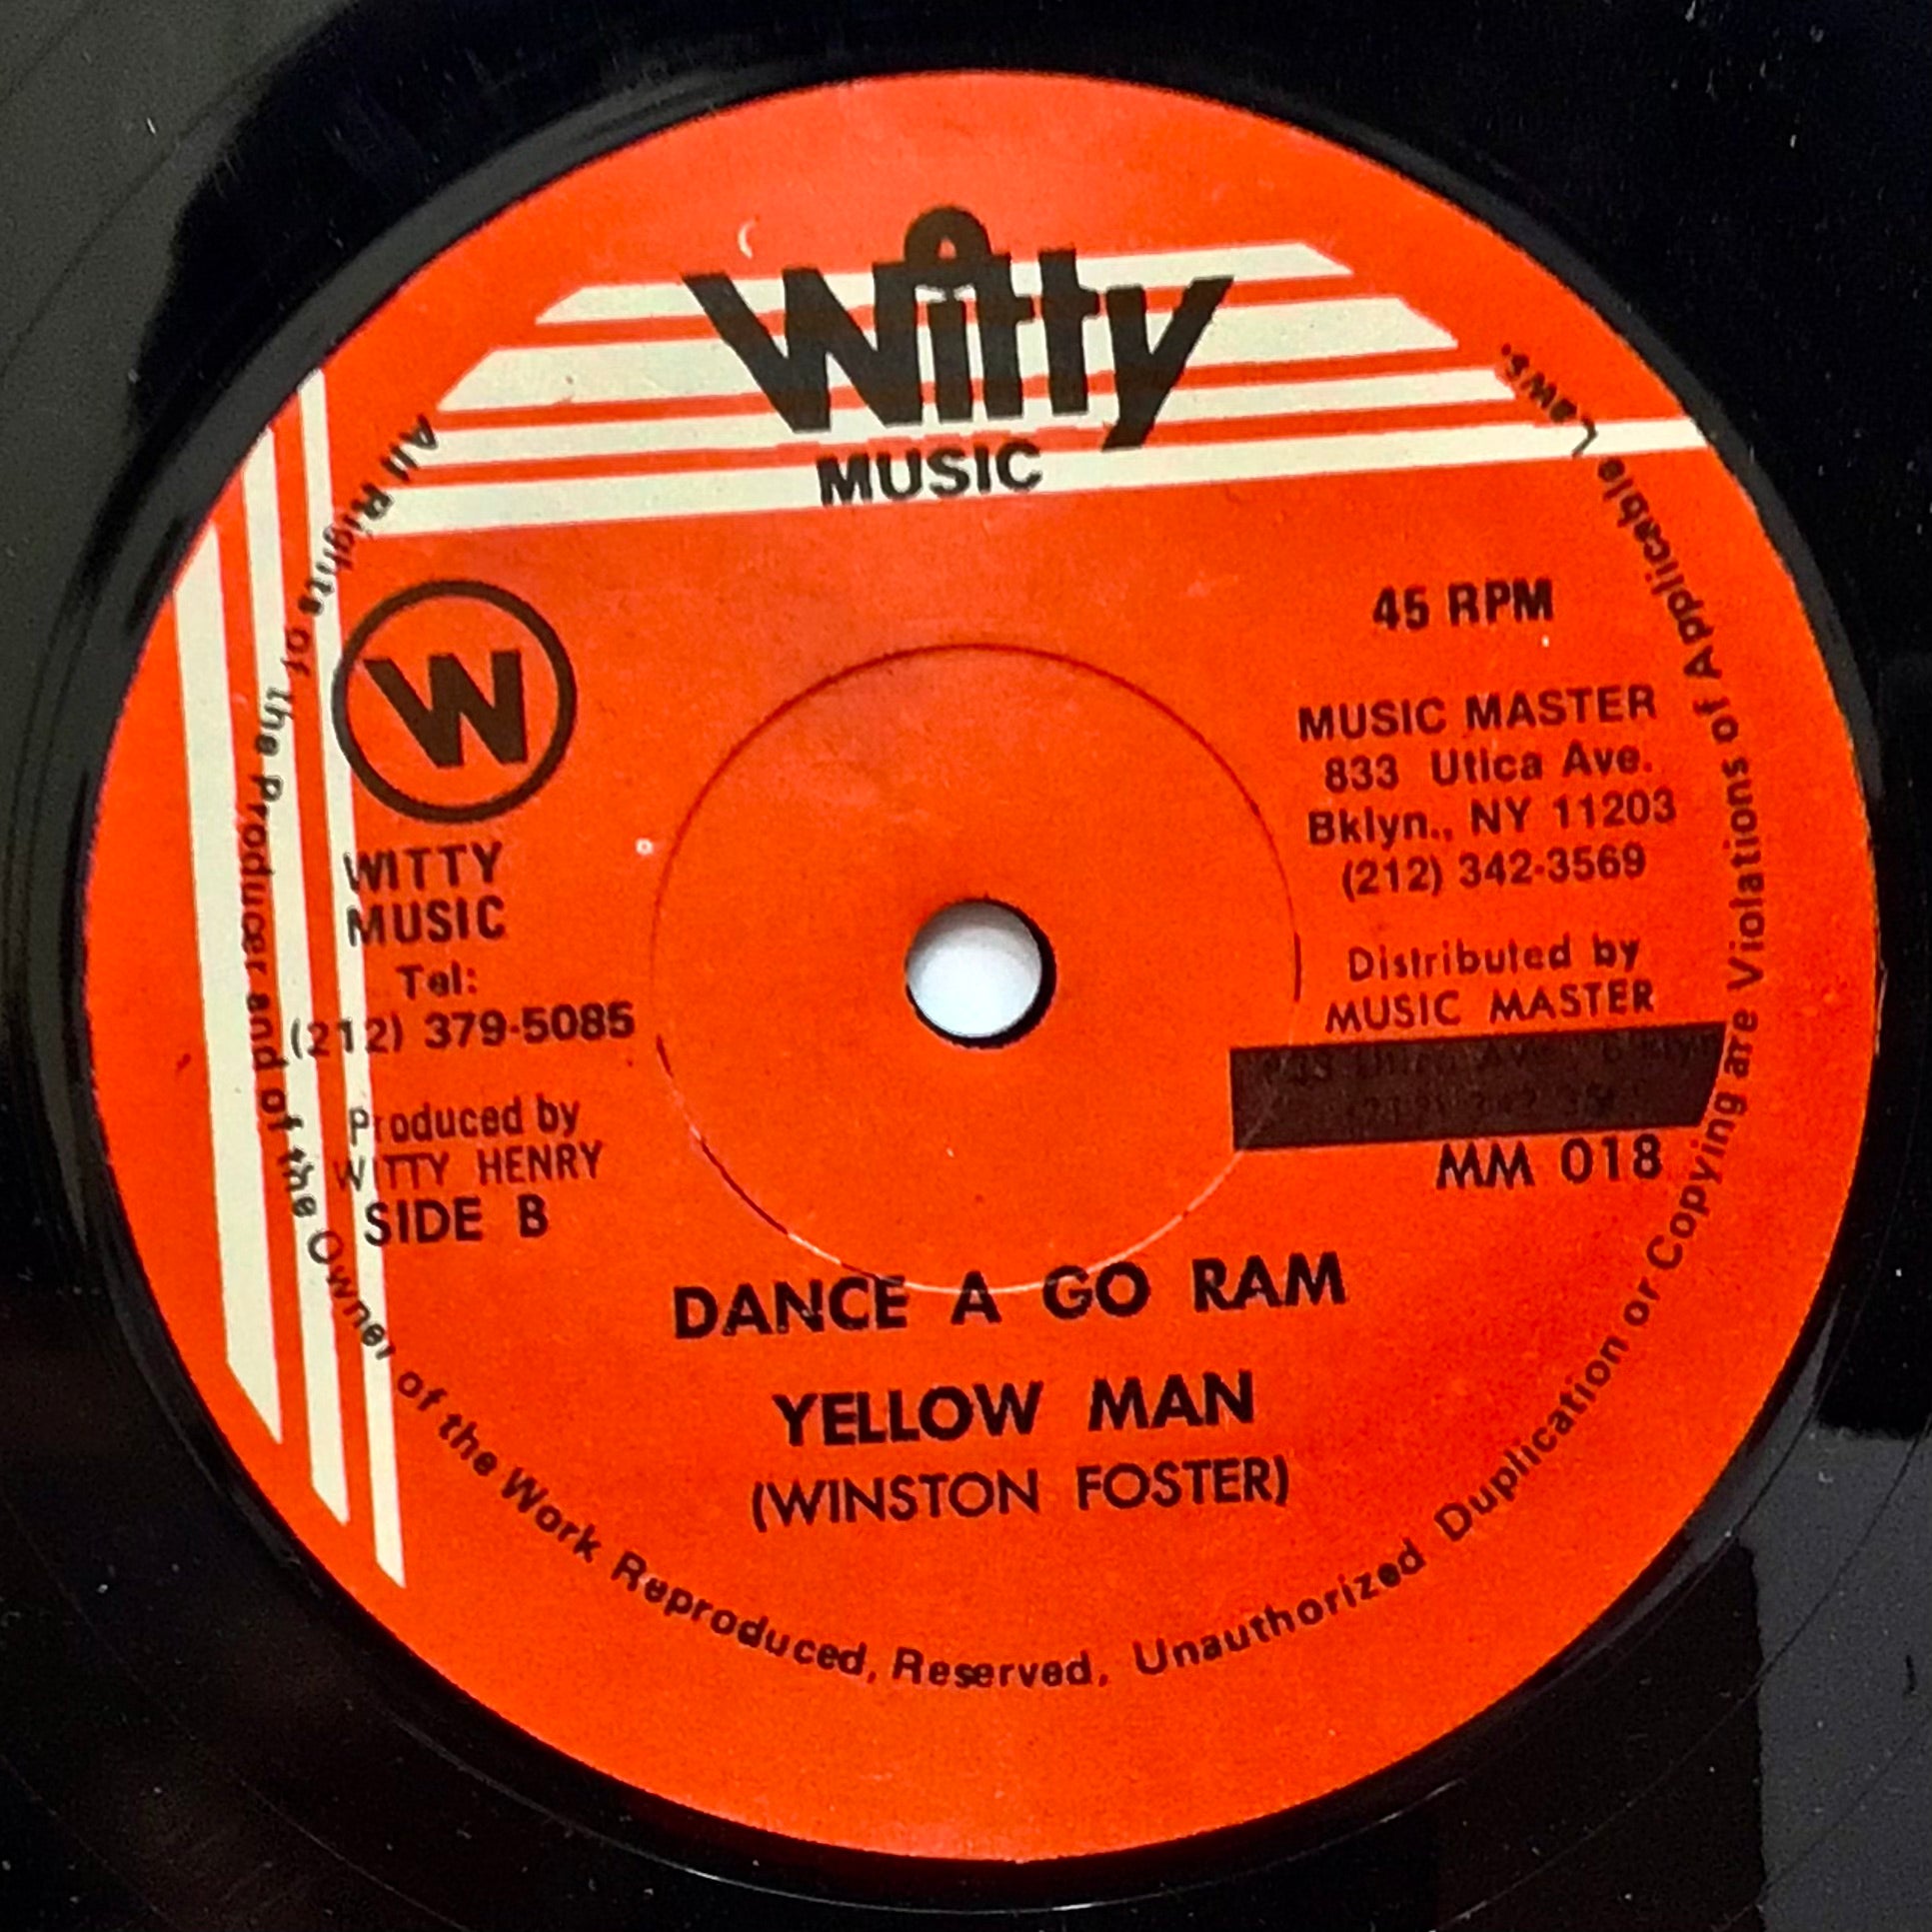 Witty
MUSIC
W
WITTY
MUSIC
Tel:
(212) 379-5085
Produced by
WITTY HENRY
SIDE B
45 RPM
MUSIC MASTER
833 Utica Ave.
Bklyn., NY 11203
(212) 342-3569
Distributed by
MUSIC MASTER
MM 018
DANCE A GO RAM
YELLOW MAN
(WINSTON FOSTER)
All Rights of the Producer and of the Owner of the Work Reproduced, Reserved, Unauthorized Duplication or Copying are Violations of Applicable Laws.